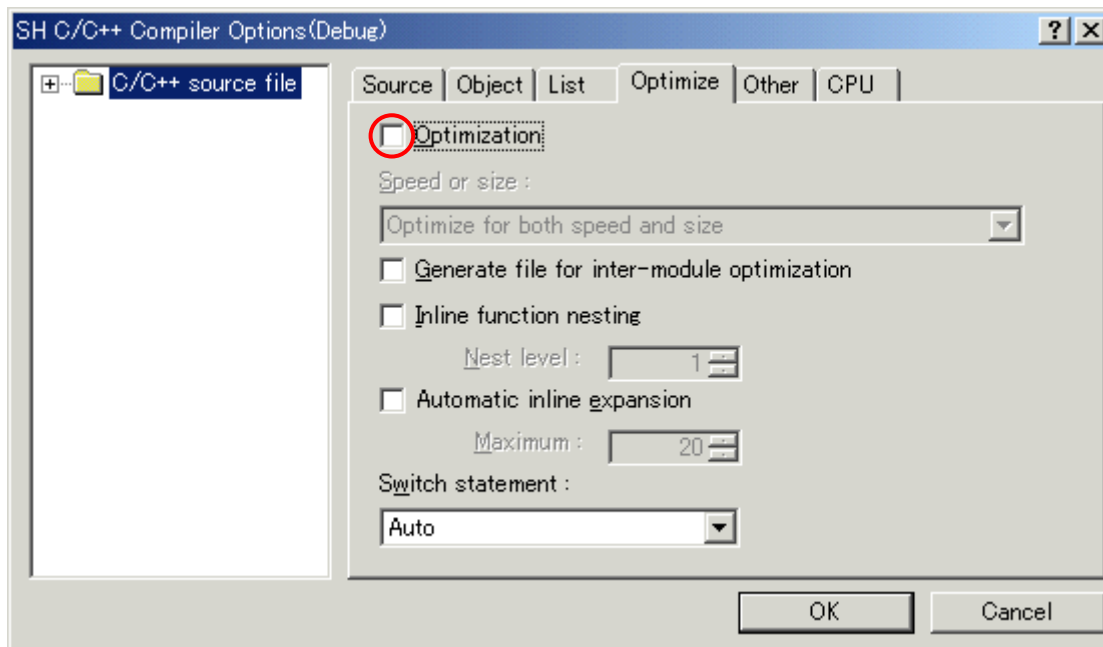 SH C/C++ Compiler Options(Debug)
C/C++ source file
Source Object List Optimize Other CPU
Optimization
Speed or size :
Optimize for both speed and size
Generate file for inter-module optimization
Inline function nesting
Nest level : 1
Automatic inline expansion
Maximum : 20
Switch statement :
Auto
OK Cancel